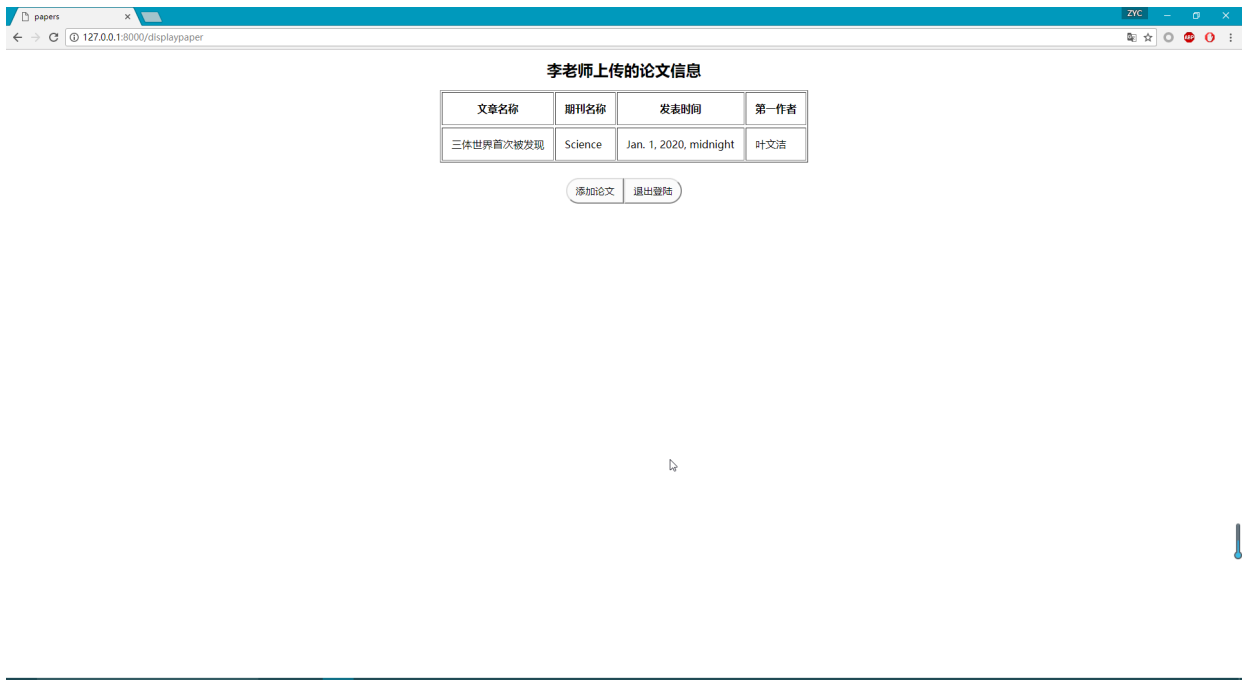 papers
ZYC
127.0.0.1:8000/displaypaper
ABP
李老师上传的论文信息
文章名称 期刊名称 发表时间 第一作者
三体世界首次被发现 Science Jan. 1, 2020, midnight 叶文洁
添加论文 退出登陆